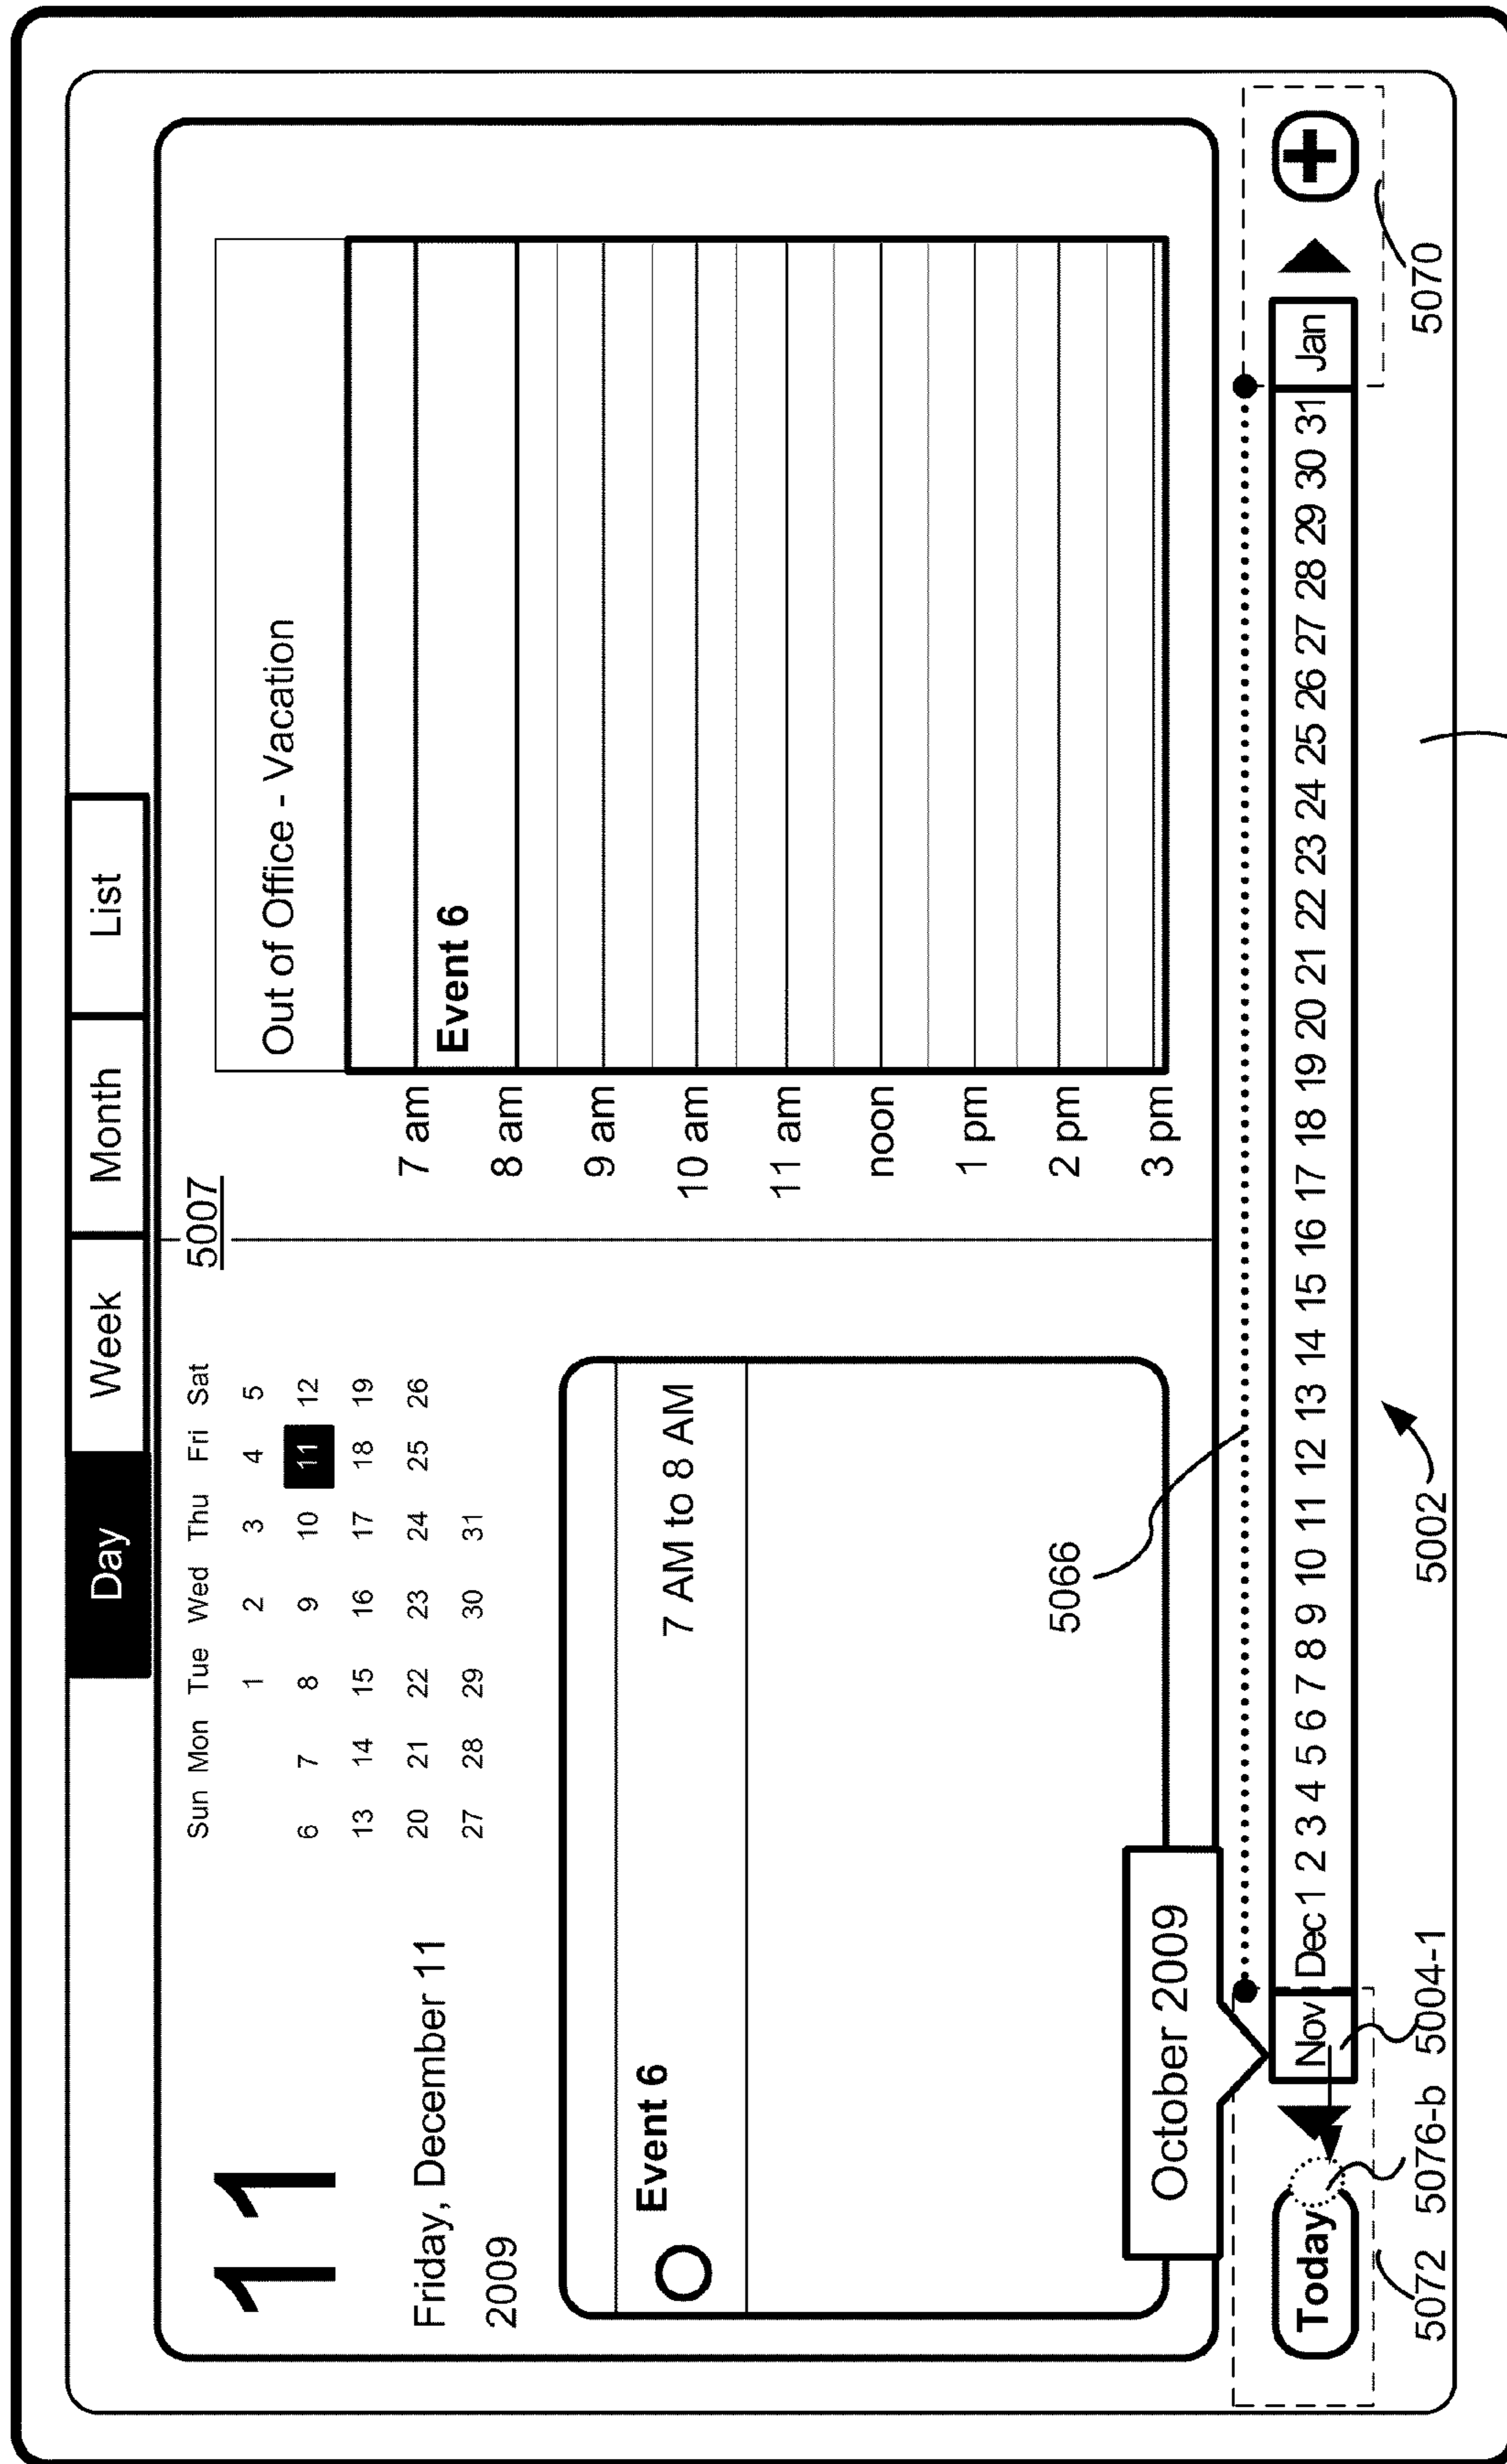 Day Week Month List
5007
11
Friday, December 11
2009
Sun Mon Tue Wed Thu Fri Sat
1 2 3 4 5
6 7 8 9 10 11 12
13 14 15 16 17 18 19
20 21 22 23 24 25 26
27 28 29 30 31
Event 6
7 AM to 8 AM
Out of Office - Vacation
7 am
Event 6
8 am
9 am
10 am
11 am
noon
1 pm
2 pm
3 pm
5066
October 2009
Today Nov Dec 1 2 3 4 5 6 7 8 9 10 11 12 13 14 15 16 17 18 19 20 21 22 23 24 25 26 26 27 28 29 30 31 Jan
5072 5076-b 5004-1 5002 5070